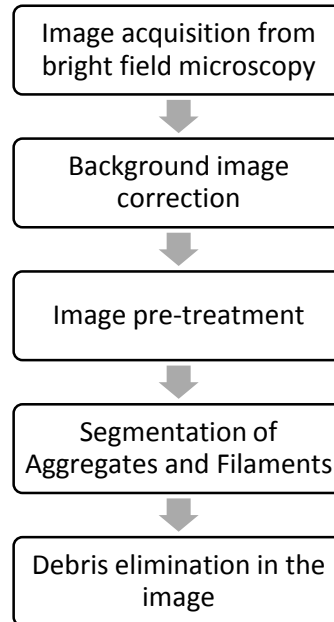 Image acquisition from
bright field microscopy
Background image
correction
Image pre-treatment
Segmentation of
Aggregates and Filaments
Debris elimination in the
image